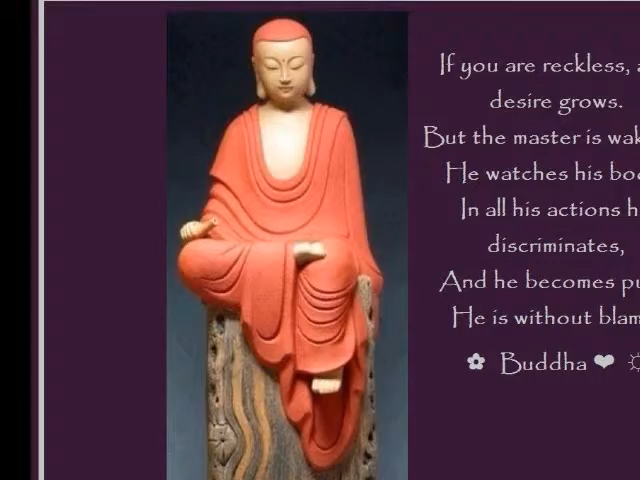 If you are reckless,
desire grows.
But the master is
He watches his
In all his actions
discriminates,
And he becomes
He is without
✿ Buddha ❤